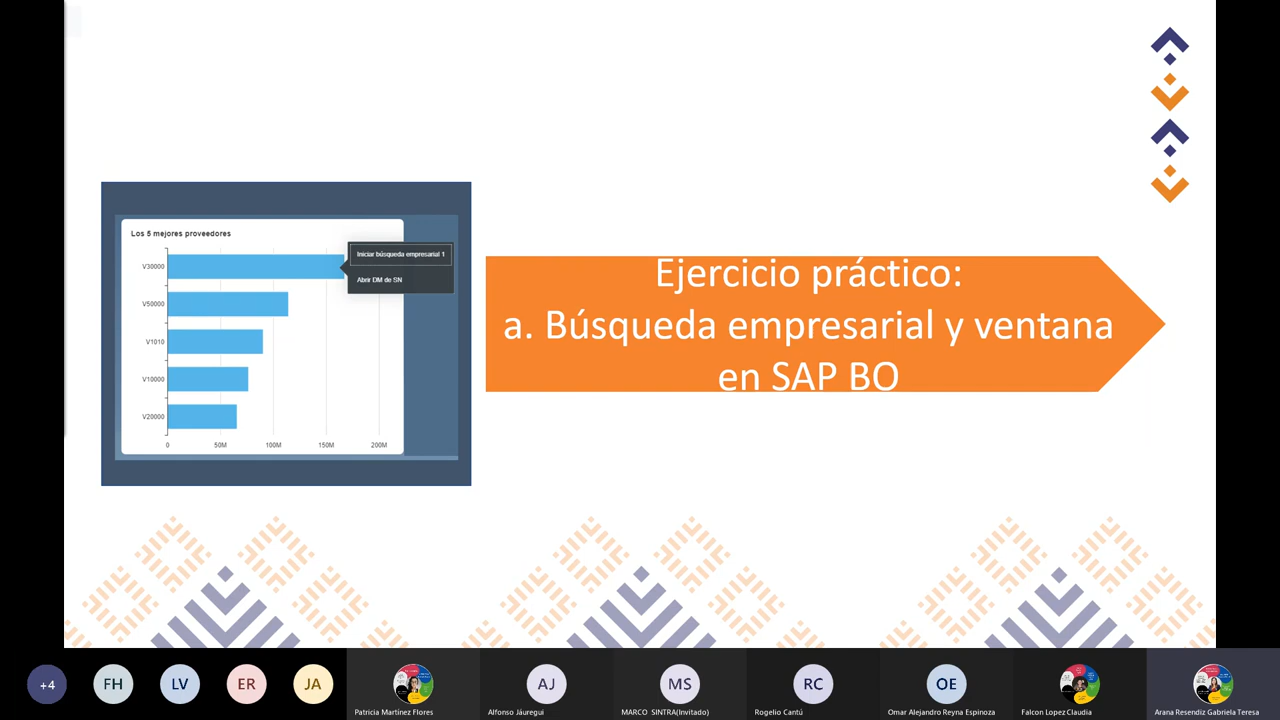 Los 5 mejores proveedores
Iniciar búsqueda empresarial 1
Abrir DM de SN
V30000
V50000
V1010
V10000
V20000
0 50M 100M 150M 200M
Ejercicio práctico:
a. Búsqueda empresarial y ventana
en SAP BO
+4 FH LV ER JA AJ MS RC OE
Patricia Martínez Flores Alfonso Jáuregui MARCO SINTRA(Invitado) Rogelio Cantú Omar Alejandro Reyna Espinoza Falcon Lopez Claudia Arana Resendiz Gabriela Teresa